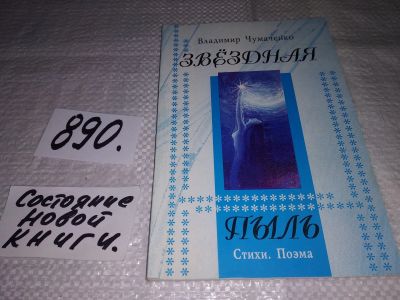 Владимир Чумаченко
ЗВЁЗДНАЯ
ПЫЛЬ
Стихи. Поэма
890.
Состояние
новой
книги.